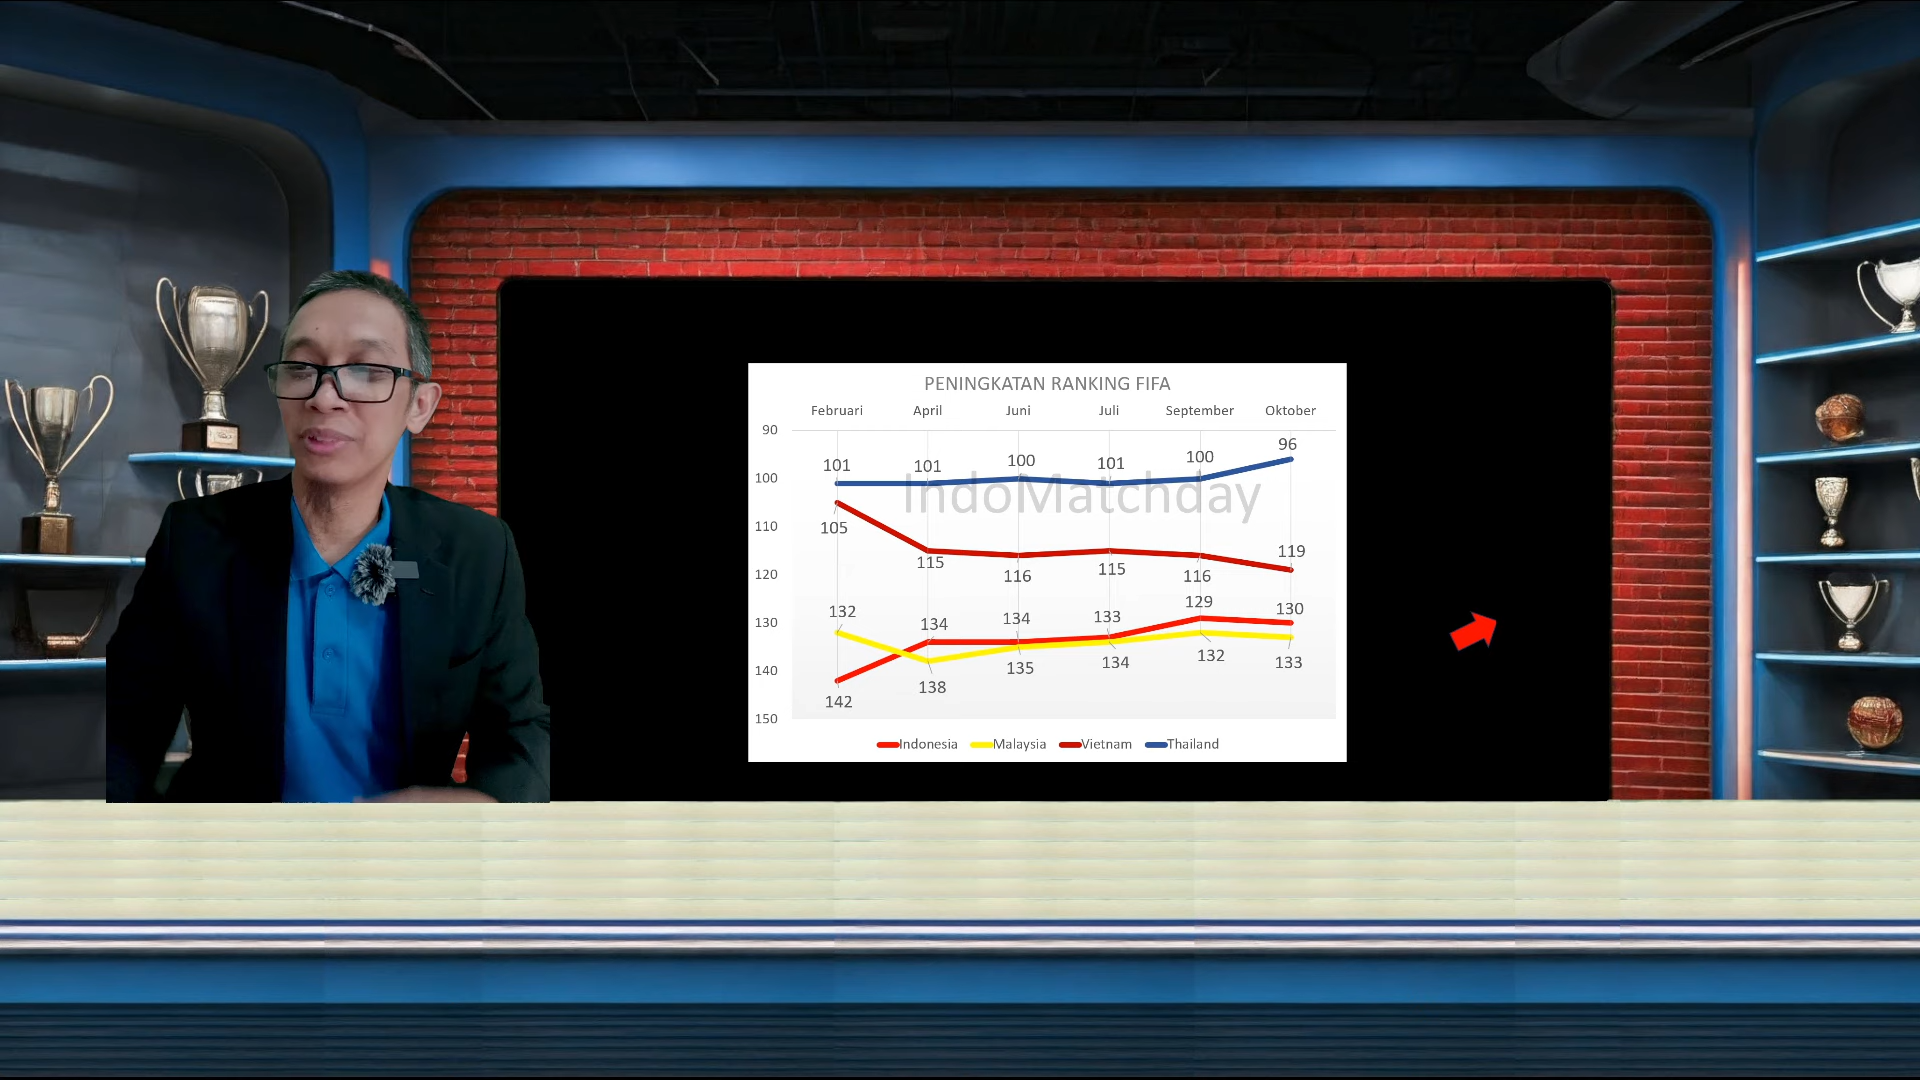 PENINGKATAN RANKING FIFA
Februari April Juni Juli September Oktober
90
100
110
120
130
140
150
101 101 100 101 100 96
105 115 116 115 116 119
142 134 134 133 129 130
132 138 135 134 132 133
IndoMatchday
Indonesia Malaysia Vietnam Thailand